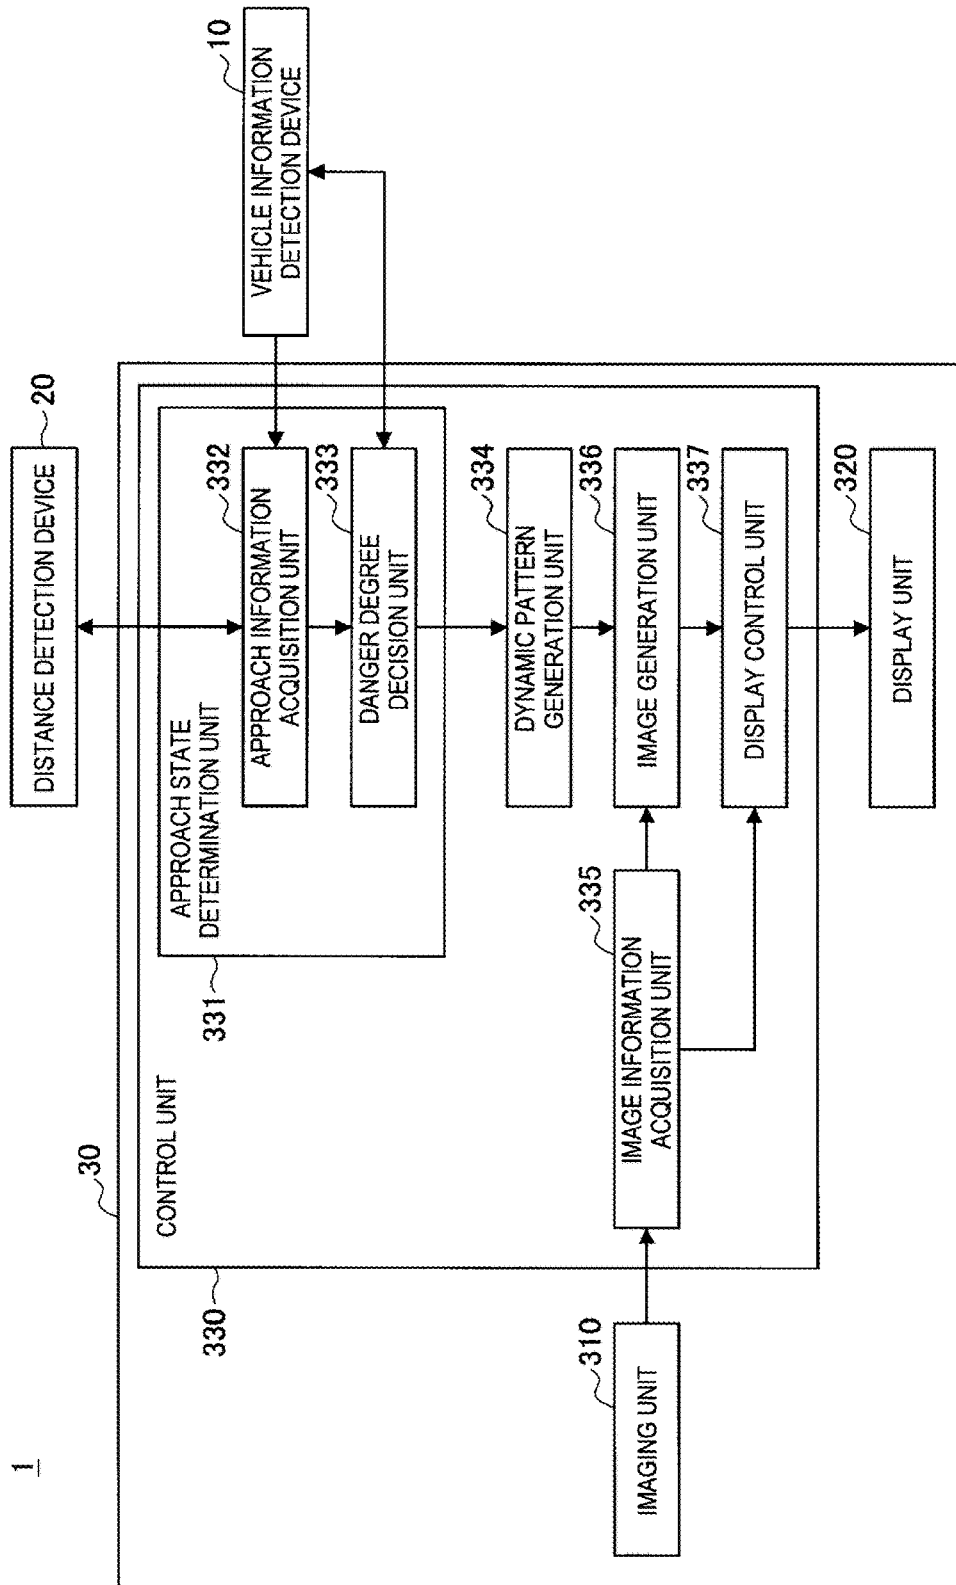 1
30
330
CONTROL UNIT
331
APPROACH STATE
DETERMINATION UNIT
20
DISTANCE DETECTION DEVICE
10
VEHICLE INFORMATION
DETECTION DEVICE
332
APPROACH INFORMATION
ACQUISITION UNIT
333
DANGER DEGREE
DECISION UNIT
334
DYNAMIC PATTERN
GENERATION UNIT
310
IMAGING UNIT
335
IMAGE INFORMATION
ACQUISITION UNIT
336
IMAGE GENERATION UNIT
337
DISPLAY CONTROL UNIT
320
DISPLAY UNIT